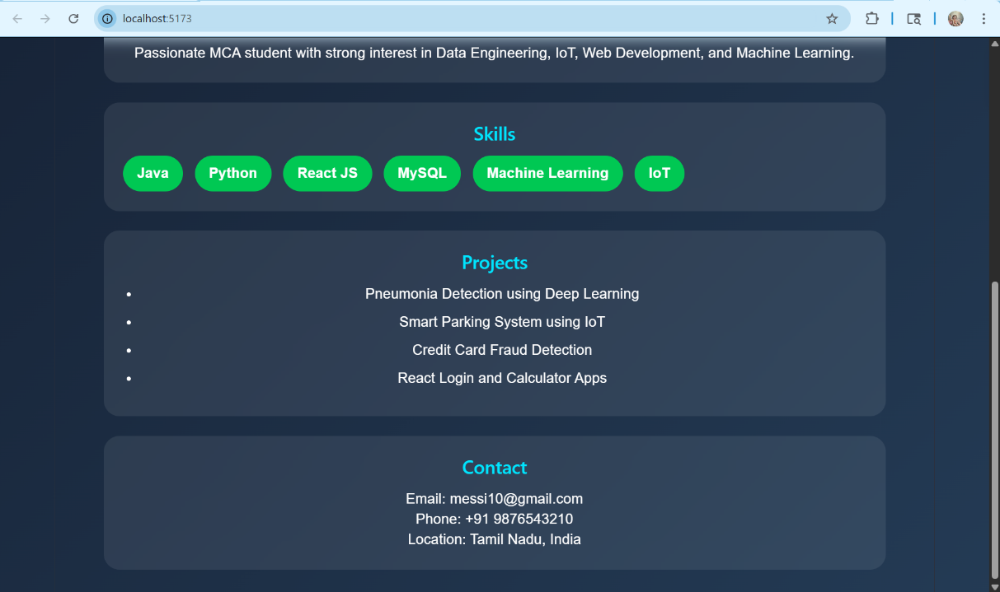 localhost:5173
Passionate MCA student with strong interest in Data Engineering, IoT, Web Development, and Machine Learning.
Skills
Java Python React JS MySQL Machine Learning IoT
Projects
• Pneumonia Detection using Deep Learning
• Smart Parking System using IoT
• Credit Card Fraud Detection
• React Login and Calculator Apps
Contact
Email: messi10@gmail.com
Phone: +91 9876543210
Location: Tamil Nadu, India